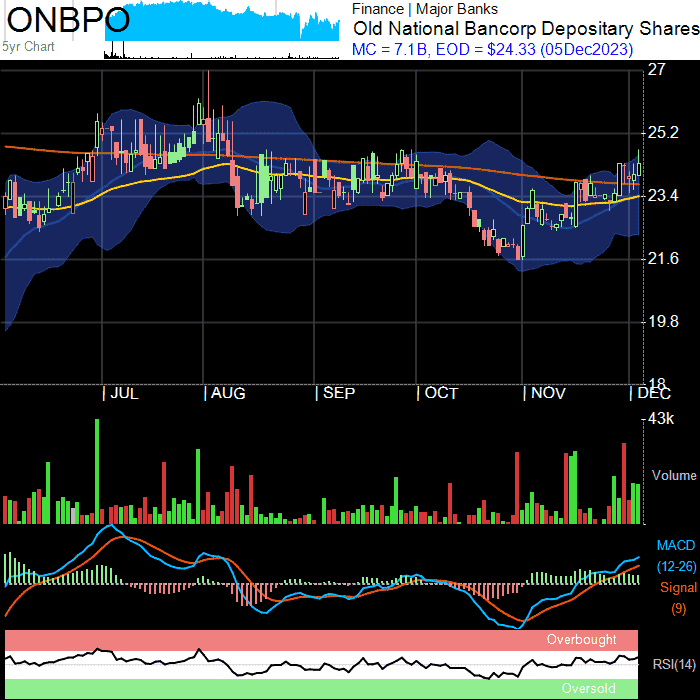 ONBPO
5yr Chart
Finance | Major Banks
Old National Bancorp Depositary Shares
MC = 7.1B, EOD = $24.33 (05Dec2023)
27
25.2
23.4
21.6
19.8
18
| JUL | AUG | SEP | OCT | NOV | DEC
43k
Volume
MACD
(12-26)
Signal
(9)
Overbought
RSI(14)
Oversold